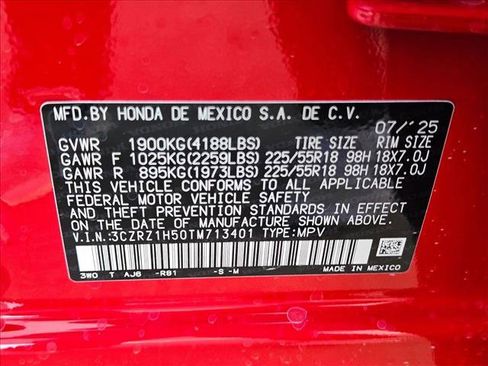 MFD.BY HONDA DE MEXICO S.A. DE C.V.
07/'25
GVWR 1900KG(4188LBS) TIRE SIZE RIM SIZE
GAWR F 1025KG(2259LBS) 225/55R18 98H 18X7.0J
GAWR R 895KG(1973LBS) 225/55R18 98H 18X7.0J
THIS VEHICLE CONFORMS TO ALL APPLICABLE
FEDERAL MOTOR VEHICLE SAFETY
AND THEFT PREVENTION STANDARDS IN EFFECT
ON THE DATE OF MANUFACTURE SHOWN ABOVE.
V.I.N.:3CZRZ1H50TM713401 TYPE:MPV
3W0 T AJ6 -R81 -S -M MADE IN MEXICO